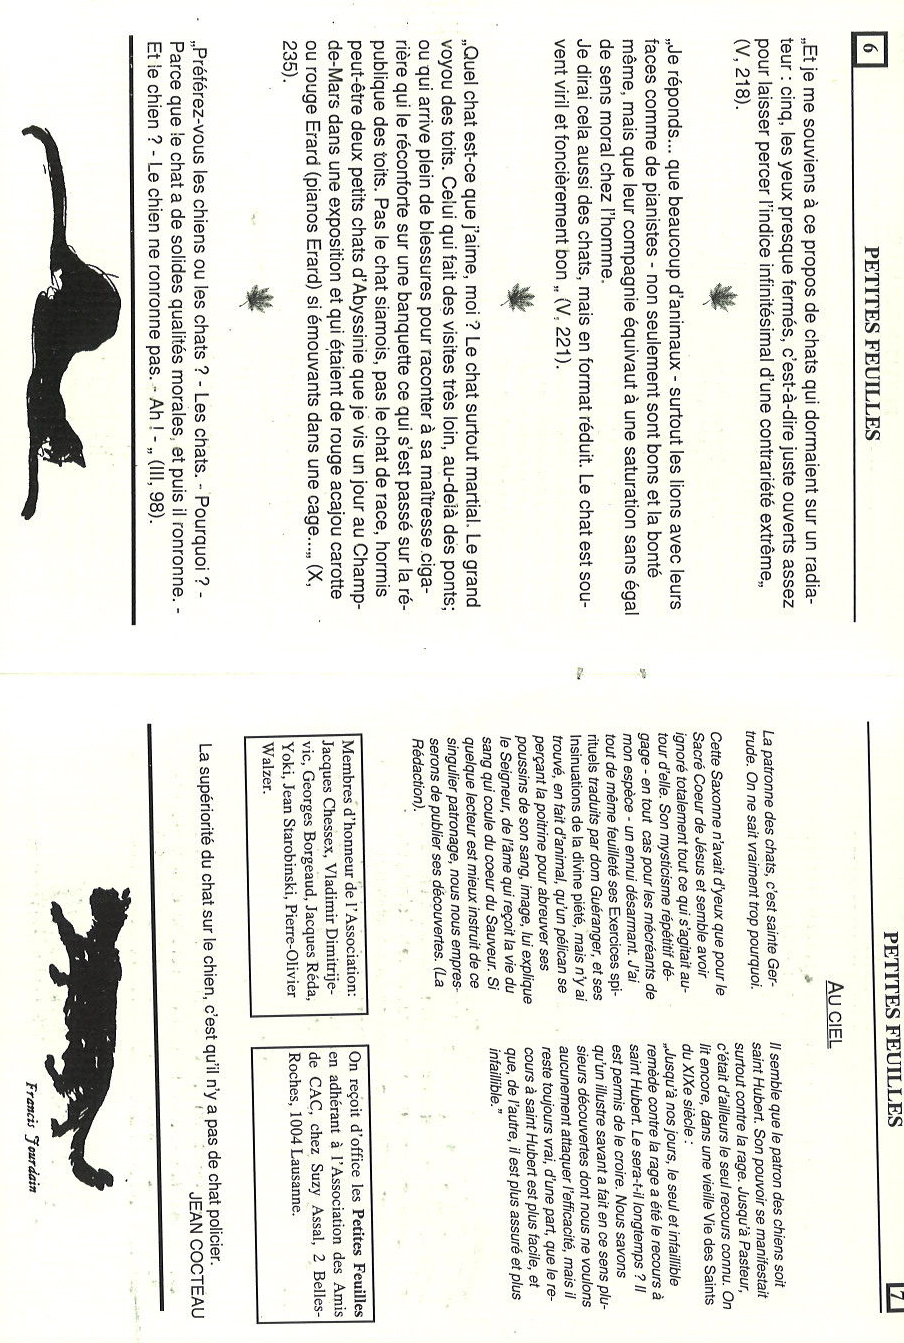 6
PETITES FEUILLES
„Et je me souviens à ce propos de chats qui dormaient sur un radia-
teur : cinq, les yeux presque fermés, c'est-à-dire juste ouverts assez
pour laisser percer l'indice infinitésimal d'une contrariété extrême„
(V, 218).
„Je réponds... que beaucoup d'animaux - surtout les lions avec leurs
faces comme de pianistes - non seulement sont bons et la bonté
même, mais que leur compagnie équivaut à une saturation sans égal
de sens moral chez l'homme.
Je dirai cela aussi des chats, mais en format réduit. Le chat est sou-
vent viril et foncièrement bon „ (V, 221).
„Quel chat est-ce que j'aime, moi ? Le chat surtout martial. Le grand
voyou des toits. Celui qui fait des visites très loin, au-delà des ponts;
ou qui arrive plein de blessures pour raconter à sa maîtresse ciga-
rière qui le réconforte sur une banquette ce qui s'est passé sur la ré-
publique des toits. Pas le chat siamois, pas le chat de race, hormis
peut-être deux petits chats d'Abyssinie que je vis un jour au Champ-
de-Mars dans une exposition et qui étaient de rouge acajou carotte
ou rouge Erard (pianos Erard) si émouvants dans une cage...„ (X,
235).
„Préférez-vous les chiens ou les chats ? - Les chats. - Pourquoi ? -
Parce que le chat a de solides qualités morales, et puis il ronronne. -
Et le chien ? - Le chien ne ronronne pas. - Ah ! - „ (III, 98).
PETITES FEUILLES
7
AU CIEL
La patronne des chats, c'est sainte Ger-
trude. On ne sait vraiment trop pourquoi.
Cette Saxonne n'avait d'yeux que pour le
Sacré Coeur de Jésus et semble avoir
ignoré totalement tout ce qui s'agitait au-
tour d'elle. Son mysticisme répétitif dé-
gage - en tout cas pour les mécréants de
mon espèce - un ennui désarmant. J'ai
tout de même feuilleté ses Exercices spi-
rituels traduits par dom Guéranger, et ses
Insinuations de la divine piété, mais n'y ai
trouvé, en fait d'animal, qu'un pélican se
perçant la poitrine pour abreuver ses
poussins de son sang, image, lui explique
le Seigneur, de l'âme qui reçoit la vie du
sang qui coule du coeur du Sauveur. Si
quelque lecteur est mieux instruit de ce
singulier patronage, nous nous empres-
serons de publier ses découvertes. (La
Rédaction).
Il semble que le patron des chiens soit
saint Hubert. Son pouvoir se manifestait
surtout contre la rage. Jusqu'à Pasteur,
c'était d'ailleurs le seul recours connu. On
lit encore, dans une vieille Vie des Saints
du XIXe siècle :
„Jusqu'à nos jours, le seul et infaillible
remède contre la rage a été le recours à
saint Hubert. Le sera-t-il longtemps ? Il
est permis de le croire. Nous savons
qu'un illustre savant a fait en ce sens plu-
sieurs découvertes dont nous ne voulons
aucunement attaquer l'efficacité, mais il
reste toujours vrai, d'une part, que le re-
cours à saint Hubert est plus facile, et
que, de l'autre, il est plus assuré et plus
infaillible.”
Membres d'honneur de l'Association:
Jacques Chessex, Vladimir Dimitrije-
vic, Georges Borgeaud, Jacques Réda,
Yoki, Jean Starobinski, Pierre-Olivier
Walzer.
On reçoit d'office les Petites Feuilles
en adhérant à l'Association des Amis
de CAC, chez Suzy Assal, 2 Belles-
Roches, 1004 Lausanne.
La supériorité du chat sur le chien, c'est qu'il n'y a pas de chat policier.
JEAN COCTEAU
Francis Jourdain